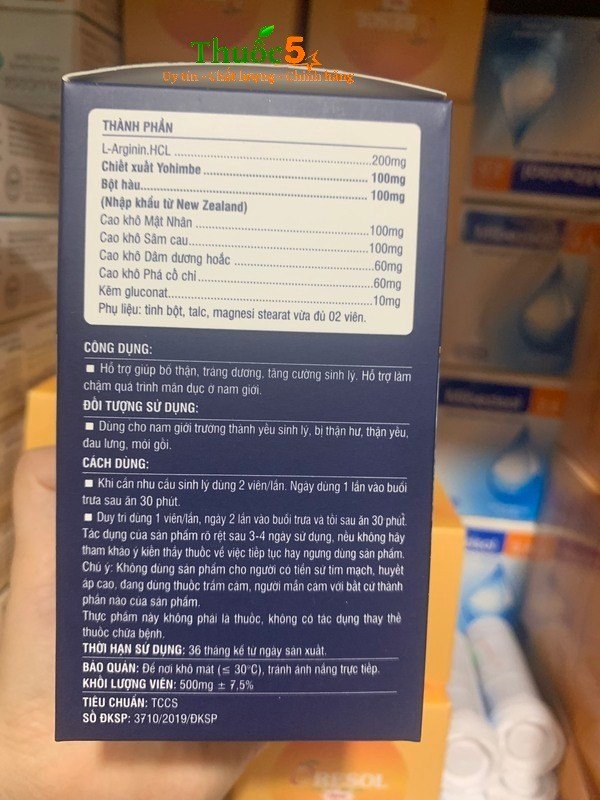 Thuốc5
Uy tín - Chất lượng - Chính hãng
THÀNH PHẦN
L-Arginin.HCL ........................................200mg
Chiết xuất Yohimbe ........................................ 100mg
Bột hàu........................................ 100mg
(Nhập khẩu từ New Zealand)
Cao khô Mật Nhân ........................................100mg
Cao khô Sâm cau........................................100mg
Cao khô Dâm dương hoắc ........................................60mg
Cao khô Phá cố chỉ........................................60mg
Kẽm gluconat........................................10mg
Phụ liệu: tinh bột, talc, magnesi stearat vừa đủ 02 viên.
CÔNG DỤNG:
■ Hỗ trợ giúp bổ thận, tráng dương, tăng cường sinh lý. Hỗ trợ làm
chậm quá trình mãn dục ở nam giới.
ĐỐI TƯỢNG SỬ DỤNG:
■ Dùng cho nam giới trưởng thành yếu sinh lý, bị thận hư, thận yếu,
đau lưng, mỏi gối.
CÁCH DÙNG:
■ Khi cần nhu cầu sinh lý dùng 2 viên/lần. Ngày dùng 1 lần vào buổi
trưa sau ăn 30 phút.
■ Duy trì dùng 1 viên/lần, ngày 2 lần vào buổi trưa và tối sau ăn 30 phút.
Tác dụng của sản phẩm rõ rệt sau 3-4 ngày sử dụng, nếu không hãy
tham khảo ý kiến thầy thuốc về việc tiếp tục hay ngưng dùng sản phẩm.
Chú ý: Không dùng sản phẩm cho người có tiền sử tim mạch, huyết
áp cao, đang dùng thuốc trầm cảm, người mẫn cảm với bất cứ thành
phần nào của sản phẩm.
Thực phẩm này không phải là thuốc, không có tác dụng thay thế
thuốc chữa bệnh.
THỜI HẠN SỬ DỤNG: 36 tháng kể từ ngày sản xuất.
BẢO QUẢN: Để nơi khô mát (≤ 30°C), tránh ánh nắng trực tiếp.
KHỐI LƯỢNG VIÊN: 500mg ± 7,5%
TIÊU CHUẨN: TCCS
SỐ ĐKSP: 3710/2019/ĐKSP